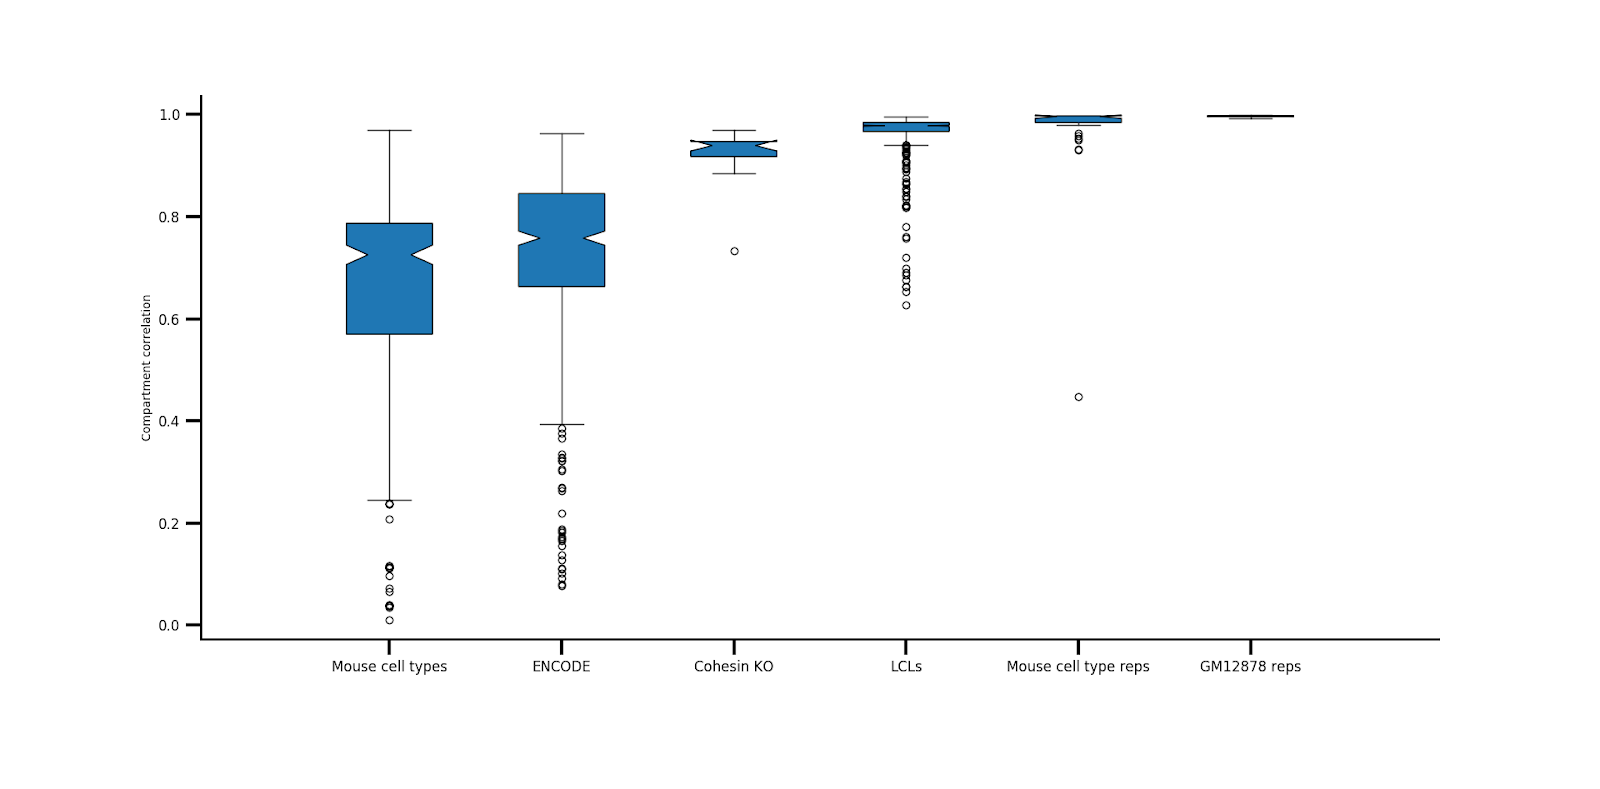 1.0
0.8
0.6
0.4
0.2
0.0
Compartment correlation
Mouse cell types
ENCODE
Cohesin KO
LCLs
Mouse cell type reps
GM12878 reps